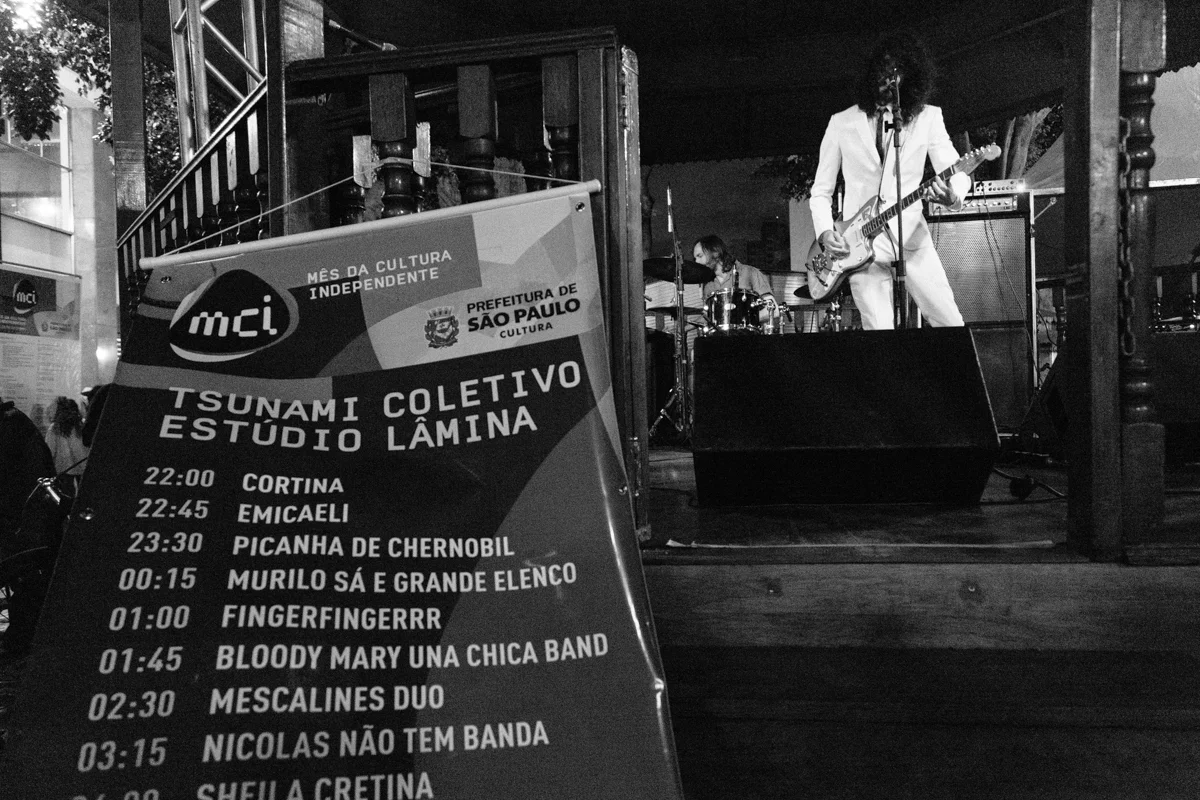 mci
MÊS DA CULTURA
INDEPENDENTE
PREFEITURA DE
SÃO PAULO
CULTURA
TSUNAMI COLETIVO
ESTÚDIO LÂMINA
22:00 CORTINA
22:45 EMICAELI
23:30 PICANHA DE CHERNOBIL
00:15 MURILO SÁ E GRANDE ELENCO
01:00 FINGERFINGERRR
01:45 BLOODY MARY UNA CHICA BAND
02:30 MESCALINES DUO
03:15 NICOLAS NÃO TEM BANDA
SHEILA CRETINA
mci